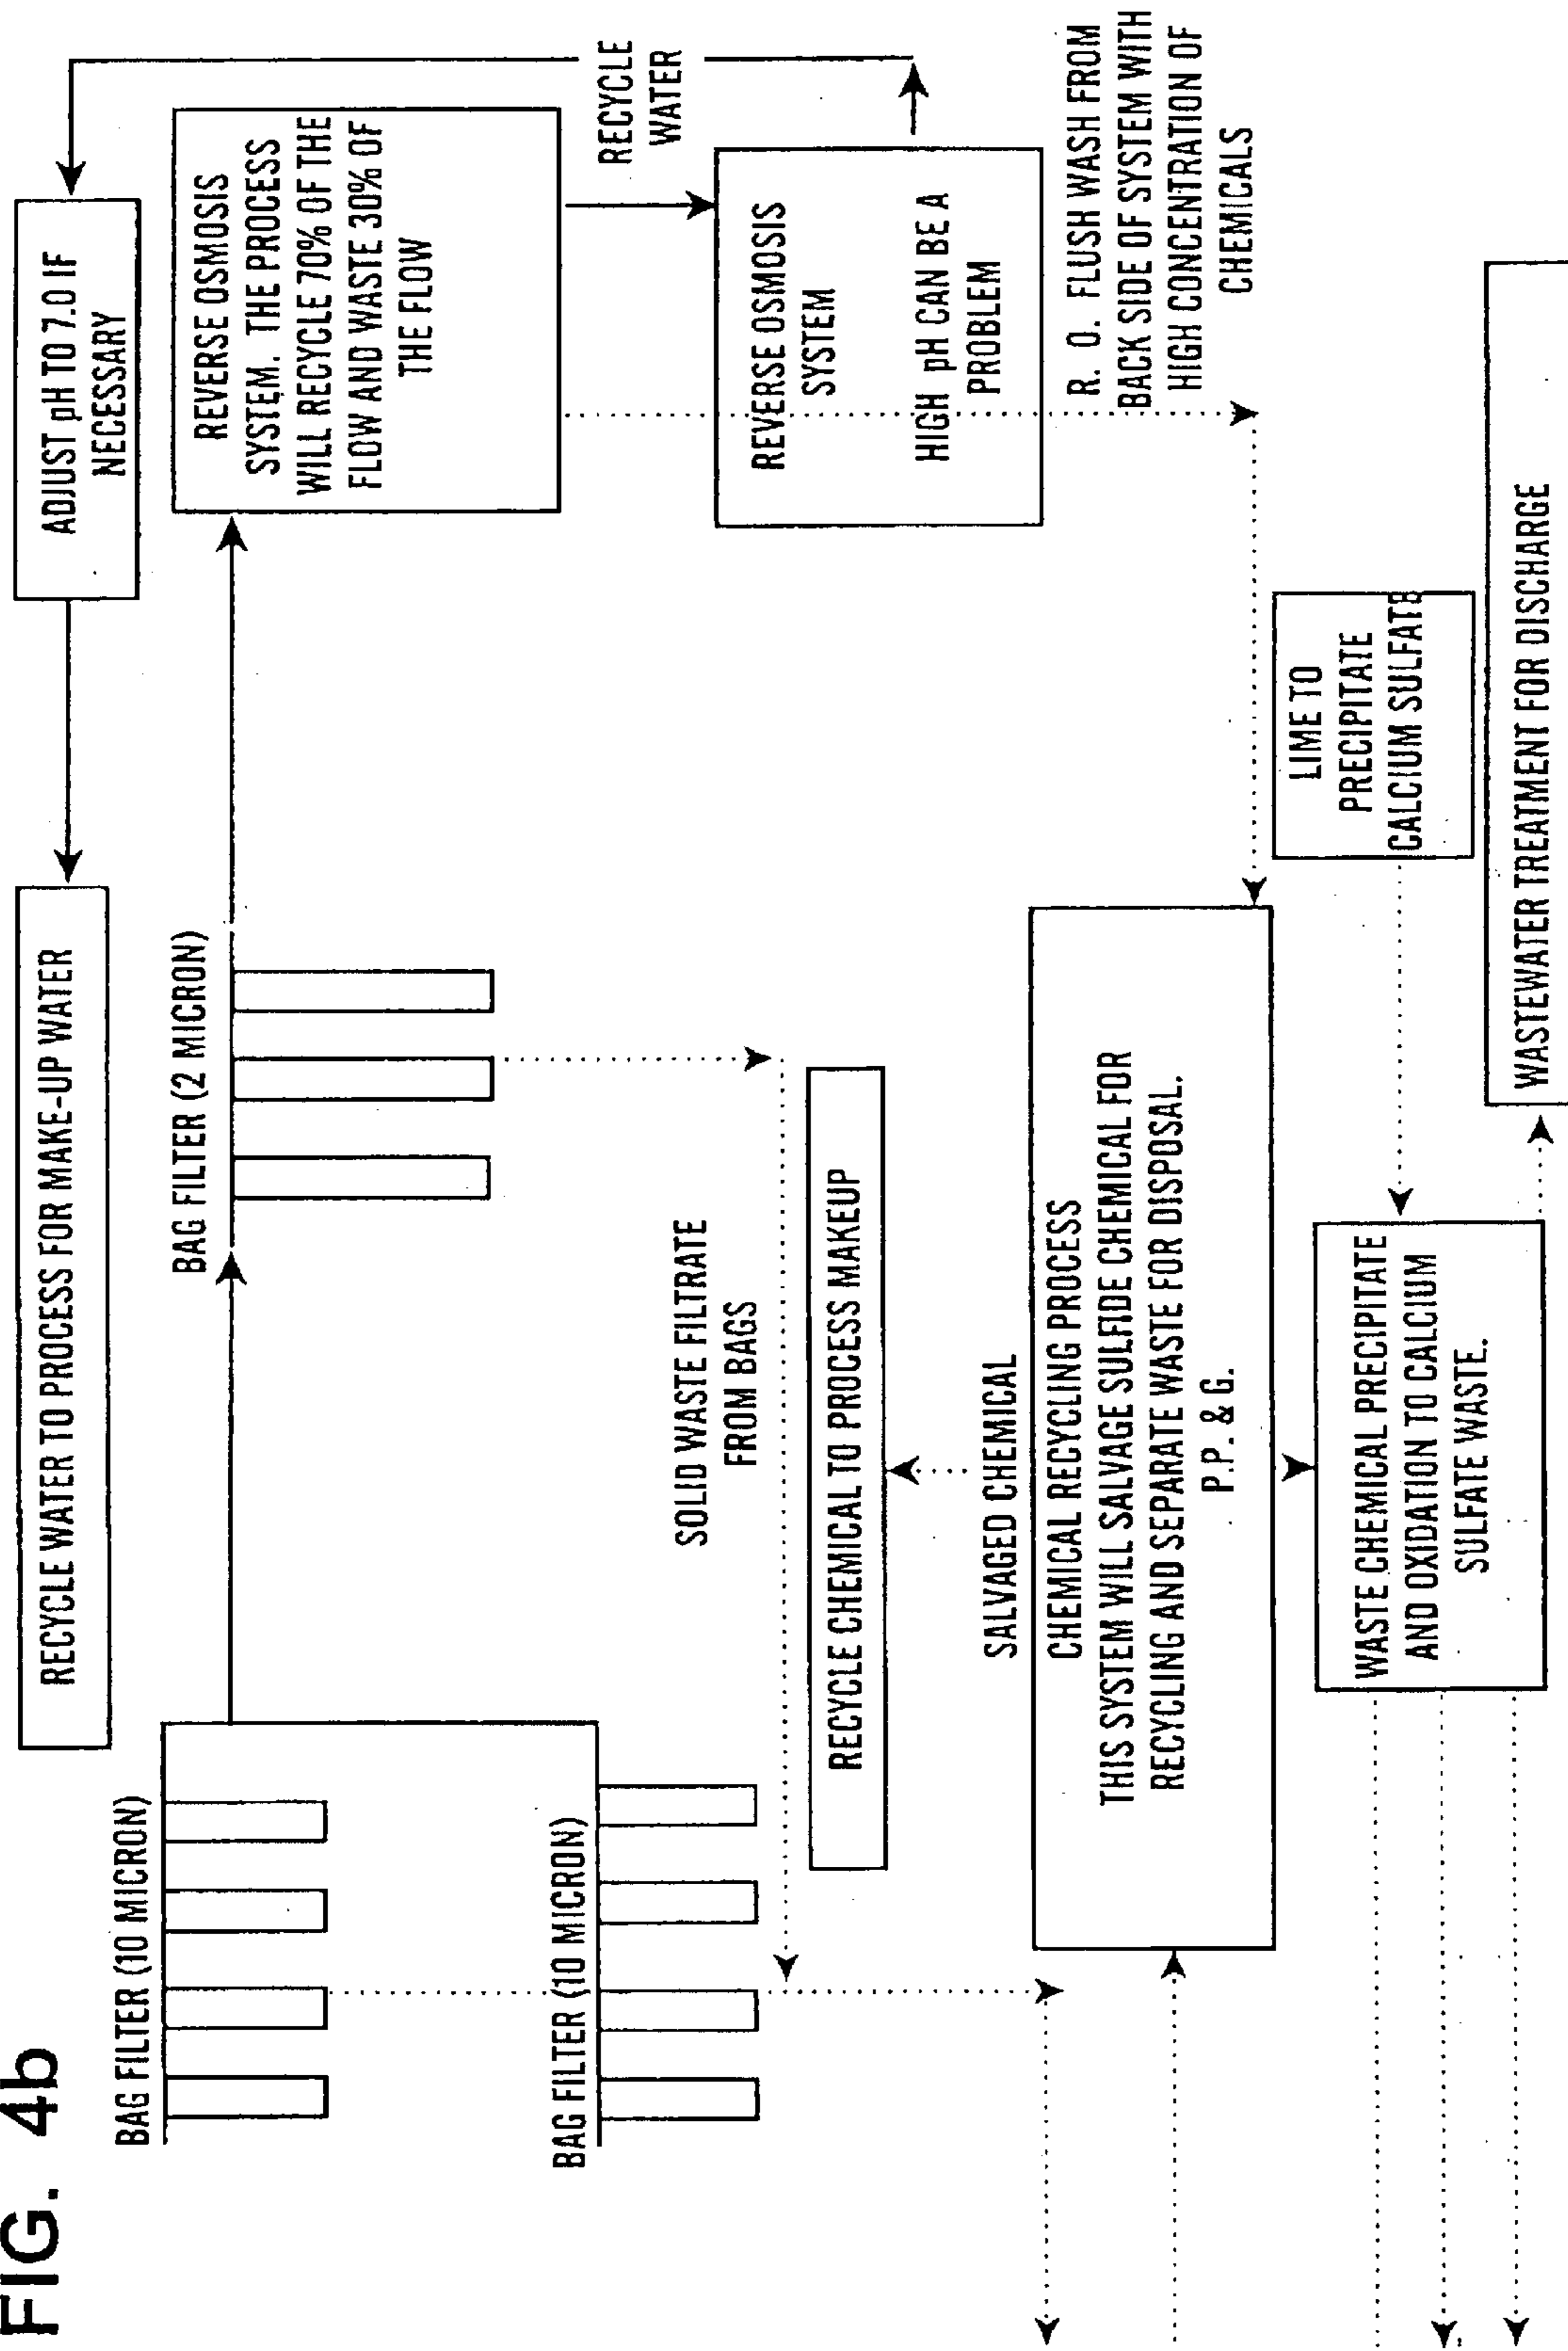 FIG. 4b
RECYCLE WATER TO PROCESS FOR MAKE-UP WATER
ADJUST pH TO 7.0 IF
NECESSARY
BAG FILTER (10 MICRON)
BAG FILTER (2 MICRON)
REVERSE OSMOSIS
SYSTEM. THE PROCESS
WILL RECYCLE 70% OF THE
FLOW AND WASTE 30% OF
THE FLOW
RECYCLE
WATER
BAG FILTER (10 MICRON)
SOLID WASTE FILTRATE
FROM BAGS
REVERSE OSMOSIS
SYSTEM
HIGH pH CAN BE A
PROBLEM
RECYCLE CHEMICAL TO PROCESS MAKEUP
SALVAGED CHEMICAL
R. O. FLUSH WASH FROM
BACK SIDE OF SYSTEM WITH
HIGH CONCENTRATION OF
CHEMICALS
CHEMICAL RECYCLING PROCESS
THIS SYSTEM WILL SALVAGE SULFIDE CHEMICAL FOR
RECYCLING AND SEPARATE WASTE FOR DISPOSAL.
P.P. & G.
LIME TO
PRECIPITATE
CALCIUM SULFATE
WASTE CHEMICAL PRECIPITATE
AND OXIDATION TO CALCIUM
SULFATE WASTE.
WASTEWATER TREATMENT FOR DISCHARGE